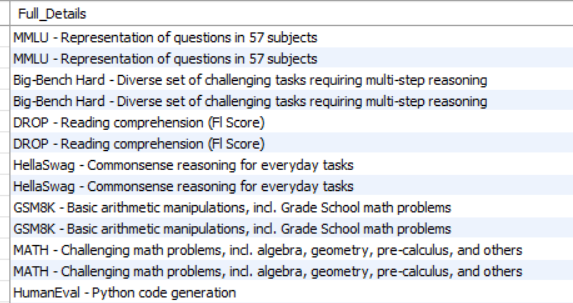 Full_Details
MMLU - Representation of questions in 57 subjects
MMLU - Representation of questions in 57 subjects
Big-Bench Hard - Diverse set of challenging tasks requiring multi-step reasoning
Big-Bench Hard - Diverse set of challenging tasks requiring multi-step reasoning
DROP - Reading comprehension (Fl Score)
DROP - Reading comprehension (Fl Score)
HellaSwag - Commonsense reasoning for everyday tasks
HellaSwag - Commonsense reasoning for everyday tasks
GSM8K - Basic arithmetic manipulations, incl. Grade School math problems
GSM8K - Basic arithmetic manipulations, incl. Grade School math problems
MATH - Challenging math problems, incl. algebra, geometry, pre-calculus, and others
MATH - Challenging math problems, incl. algebra, geometry, pre-calculus, and others
HumanEval - Python code generation